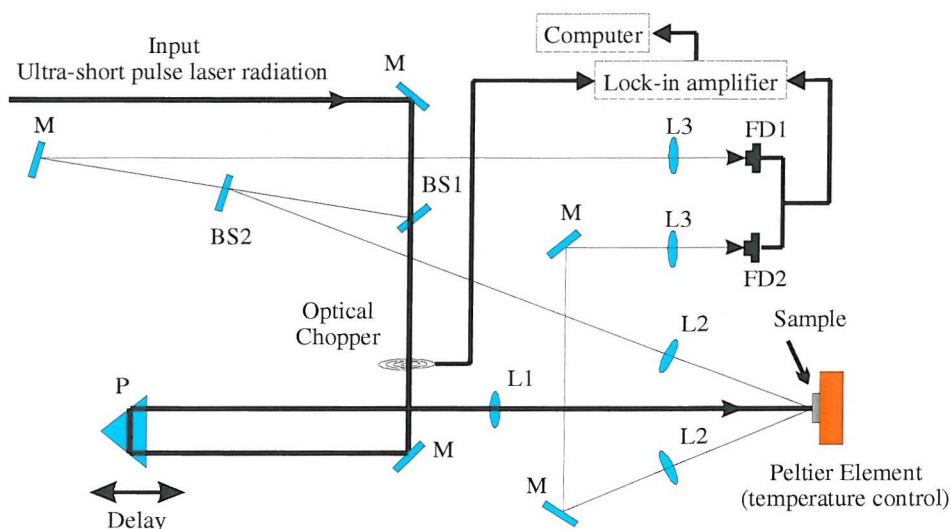 Input
Ultra-short pulse laser radiation
M
Computer
Lock-in amplifier
M
L3
FD1
BS1
BS2
M
L3
FD2
Optical
Chopper
L2
Sample
P
L1
M
L2
M
Delay
Peltier Element
(temperature control)